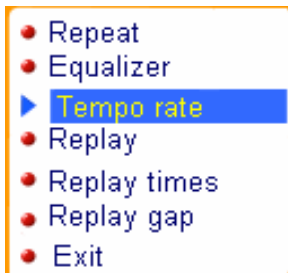 Repeat
Equalizer
Tempo rate
Replay
Replay times
Replay gap
Exit